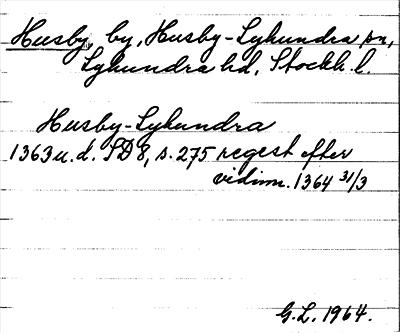 Husby, by, Husby-Lyhundra sn,
Lyhundra hd, Stockh. l.
Husby-Lyhundra
1363 u. d. SD 8, s. 275 regest efter
vidim. 1364 31/3
G.L. 1964.